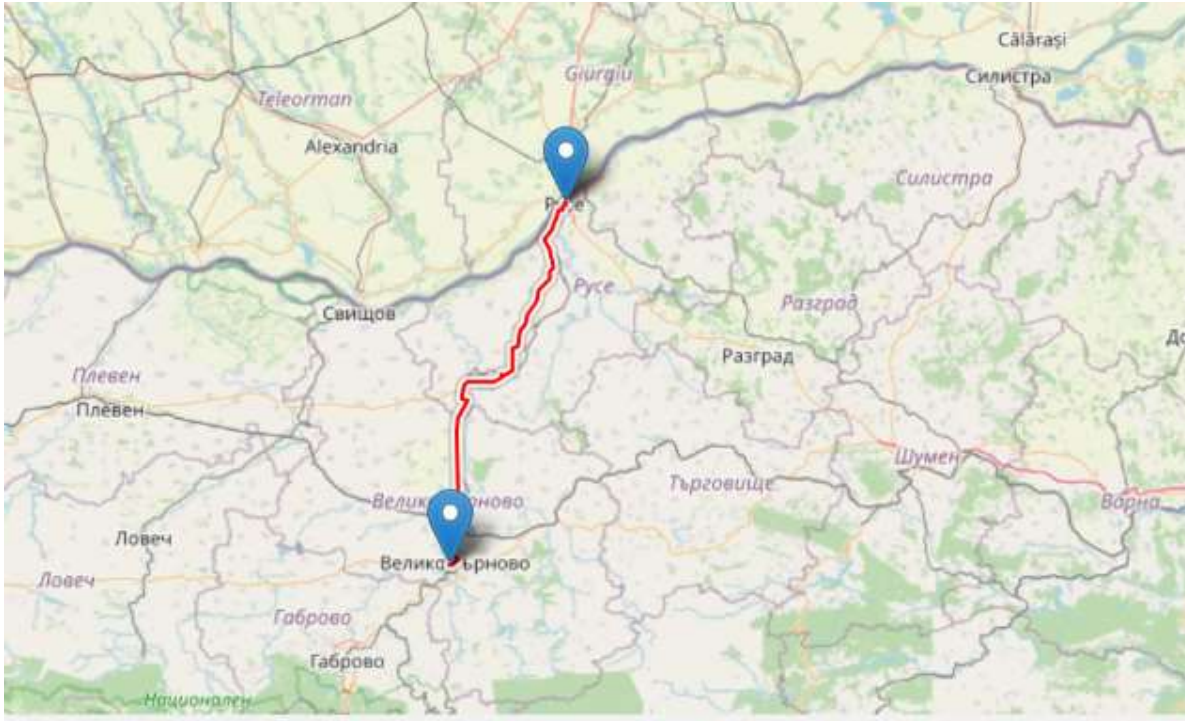 Călărași
Силистра
Giurgiu
Teleorman
Alexandria
Силистра
Русе
Разград
Свищов
Разград
Плевен
Плевен
Шумен
Търговище
Варна
Ловеч
Ловеч
Габрово
Габрово
Национален